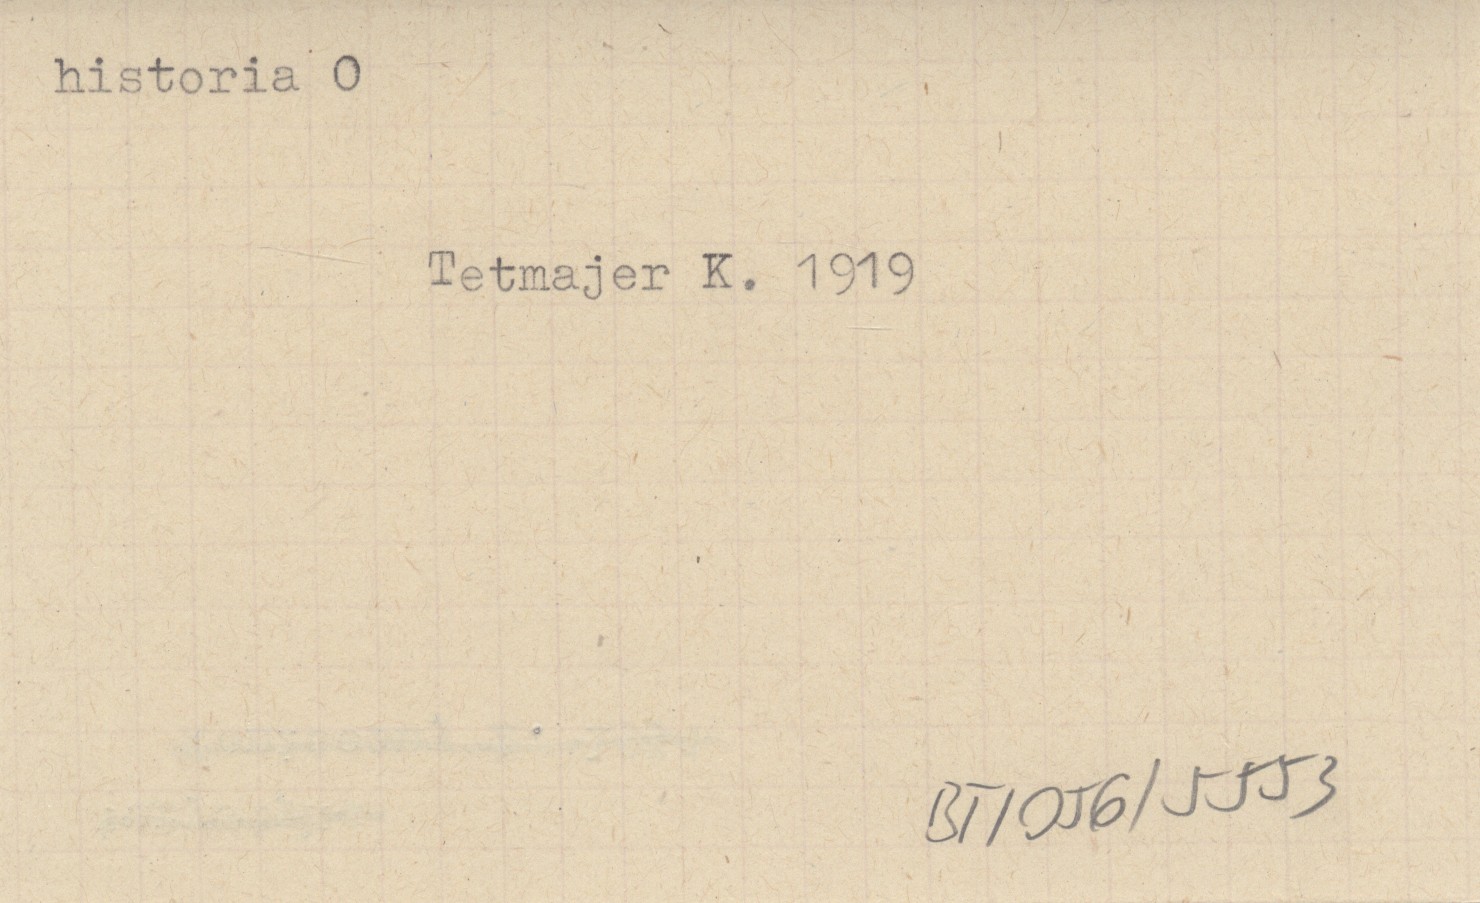 historia O
Tetmajer K. 1919
BT/056/5553